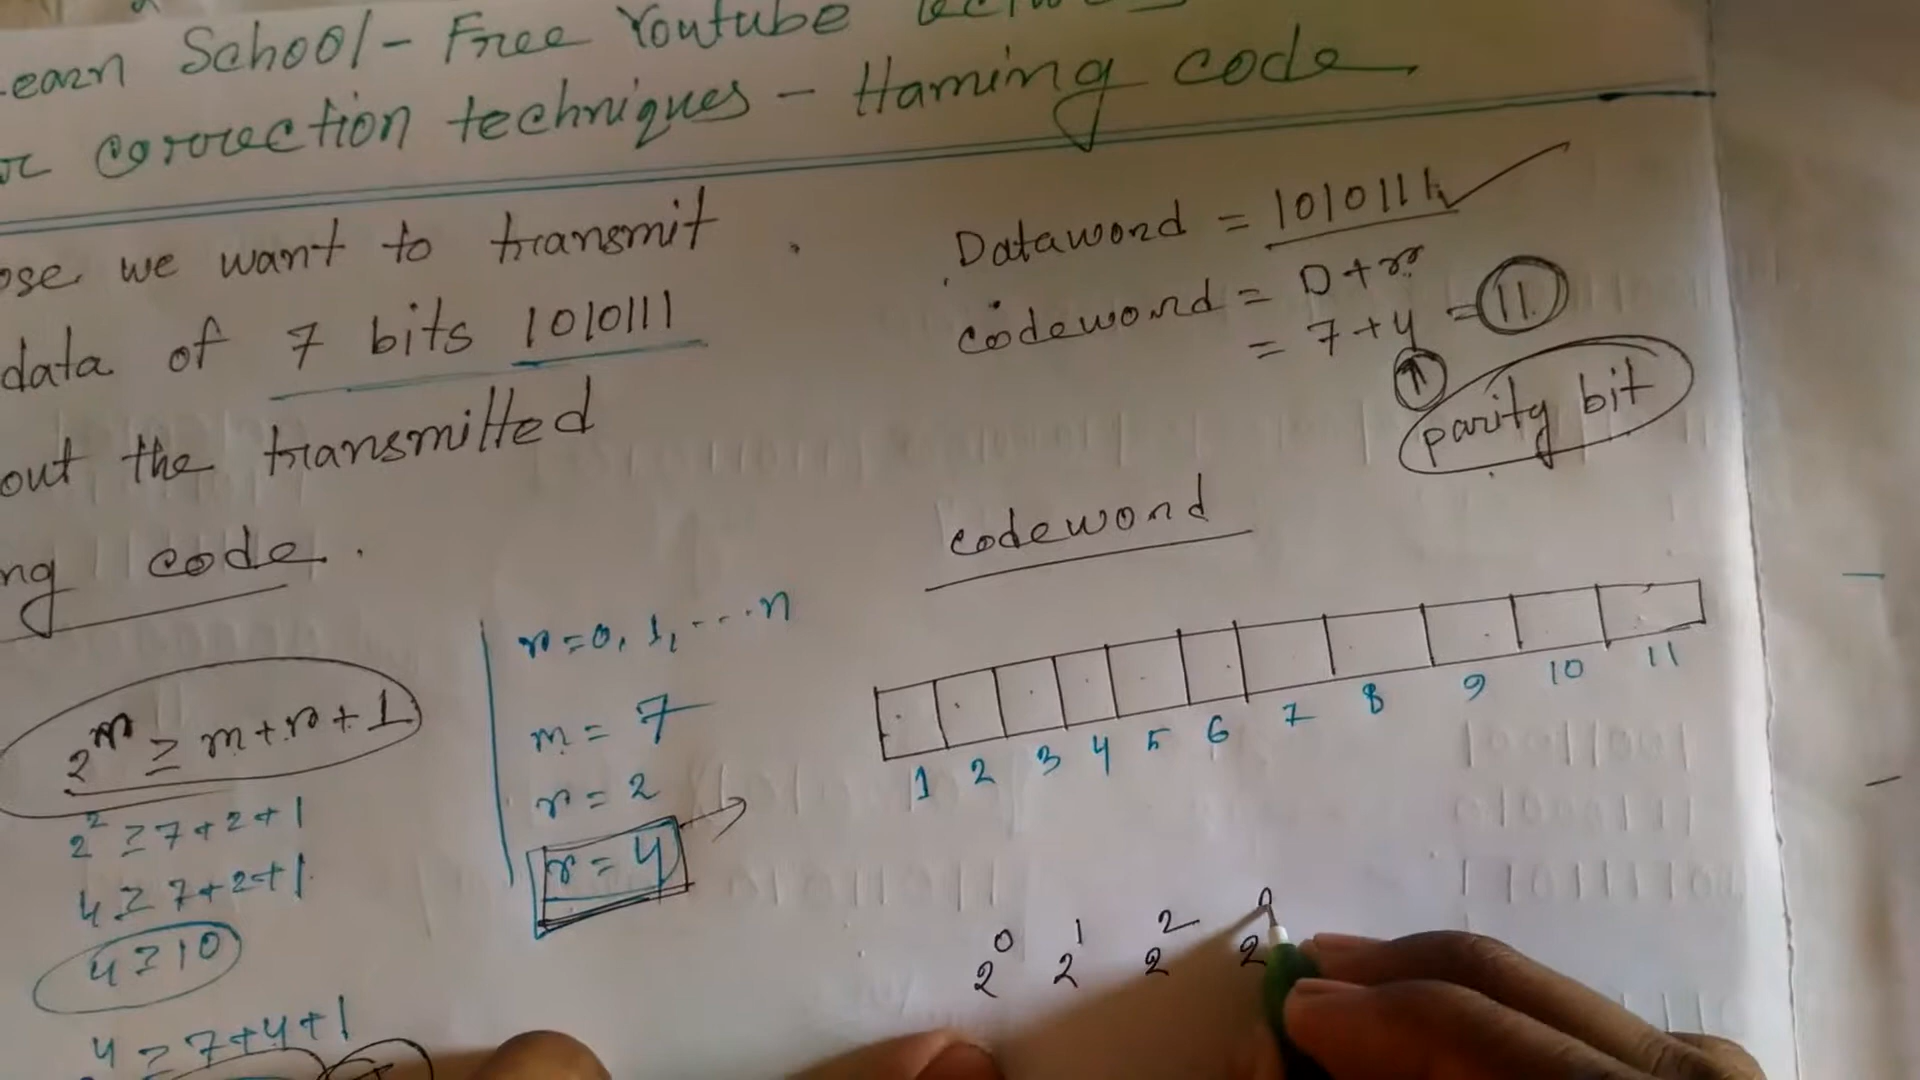 Learn School - Free Youtube
correction techniques - Haming code.
we want to transmit
data of 7 bits 1010111
out the transmitted
code.
2^r ≥ m+r+1
2^2 ≥ 7+2+1
4 ≥ 7+2+1
4 ≥ 10
4 ≥ 7+4+1
r=0, 1, ...n
m = 7
r = 2
r = 4
Dataword = 1010111
codeword = D+r
= 7+4 = 11
parity bit
codeword
1 2 3 4 5 6 7 8 9 10 11
2^0 2^1 2^2 2